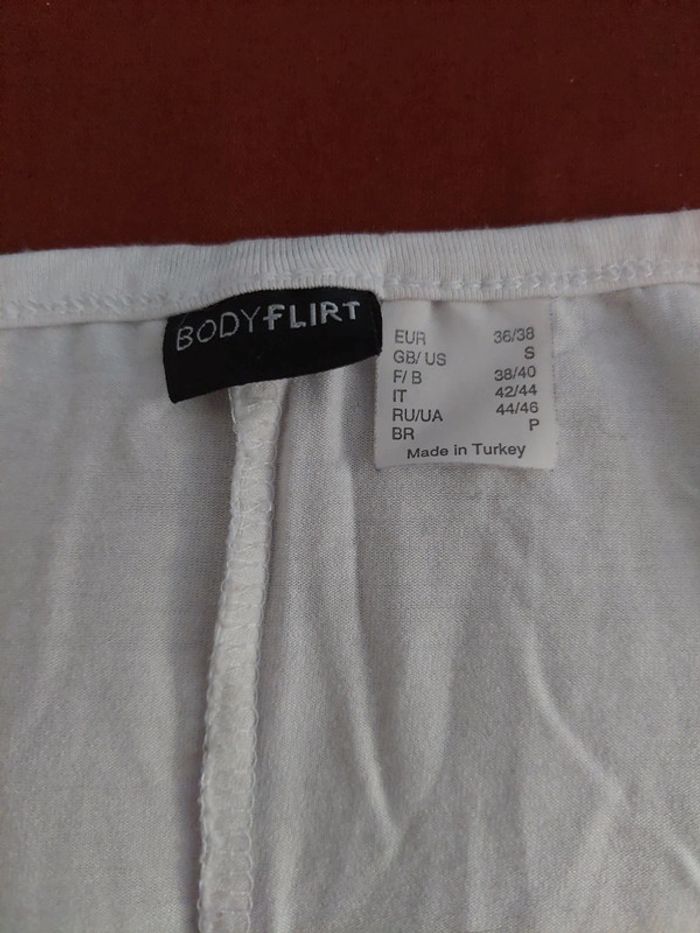 BODYFLIRT
EUR 36/38
GB/US S
F/B 38/40
IT 42/44
RU/UA 44/46
BR P
Made in Turkey